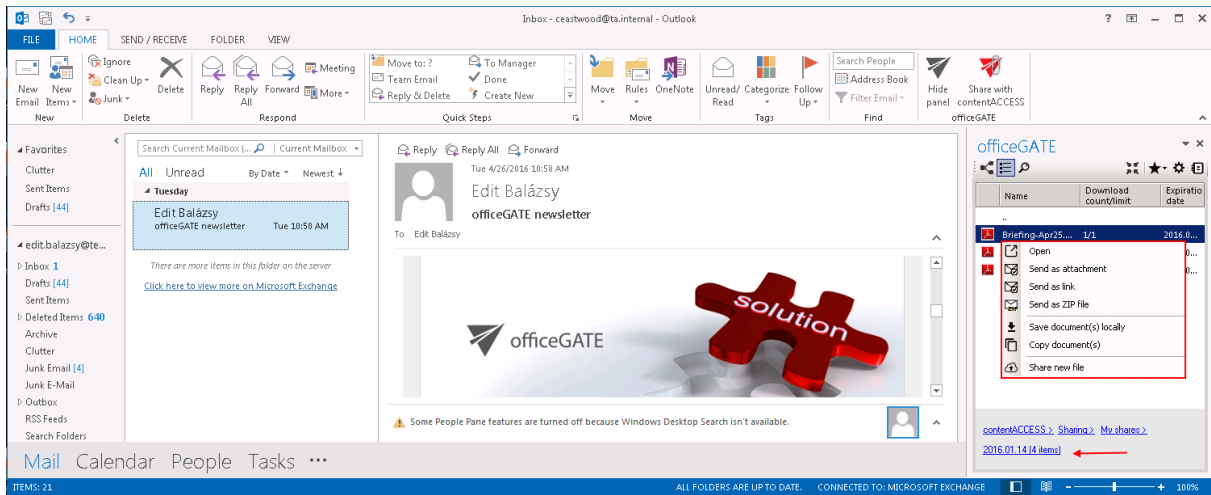 Inbox - ceastwood@ta.internal - Outlook
FILE HOME SEND / RECEIVE FOLDER VIEW
New Email
New Items
Ignore
Clean Up
Junk
Delete
Reply
Reply All
Forward
Meeting
More
Move to: ?
Team Email
Reply & Delete
To Manager
Done
Create New
Move
Rules
OneNote
Unread/ Read
Categorize
Follow Up
Search People
Address Book
Filter Email
Hide panel
Share with contentACCESS
New Delete Respond Quick Steps Move Tags Find officeGATE
Favorites
Clutter
Sent Items
Drafts [44]
edit.balazsy@te...
Inbox 1
Drafts [44]
Sent Items
Deleted Items 640
Archive
Clutter
Junk Email [4]
Junk E-Mail
Outbox
RSS Feeds
Search Folders
Search Current Mailbox (... Current Mailbox
All Unread By Date Newest ↓
Tuesday
Edit Balázsy
officeGATE newsletter Tue 10:58 AM
There are more items in this folder on the server
Click here to view more on Microsoft Exchange
Reply Reply All Forward
Tue 4/26/2016 10:58 AM
Edit Balázsy
officeGATE newsletter
To Edit Balázsy
officeGATE
solution
Some People Pane features are turned off because Windows Desktop Search isn't available.
officeGATE
Name Download count/limit Expiratio date
..
Briefing-Apr25.... 1/1 2016.0...
0...
0...
Open
Send as attachment
Send as link
Send as ZIP file
Save document(s) locally
Copy document(s)
Share new file
contentACCESS > Sharing > My shares >
2016.01.14 (4 items)
Mail Calendar People Tasks •••
ITEMS: 21 ALL FOLDERS ARE UP TO DATE. CONNECTED TO: MICROSOFT EXCHANGE 100%